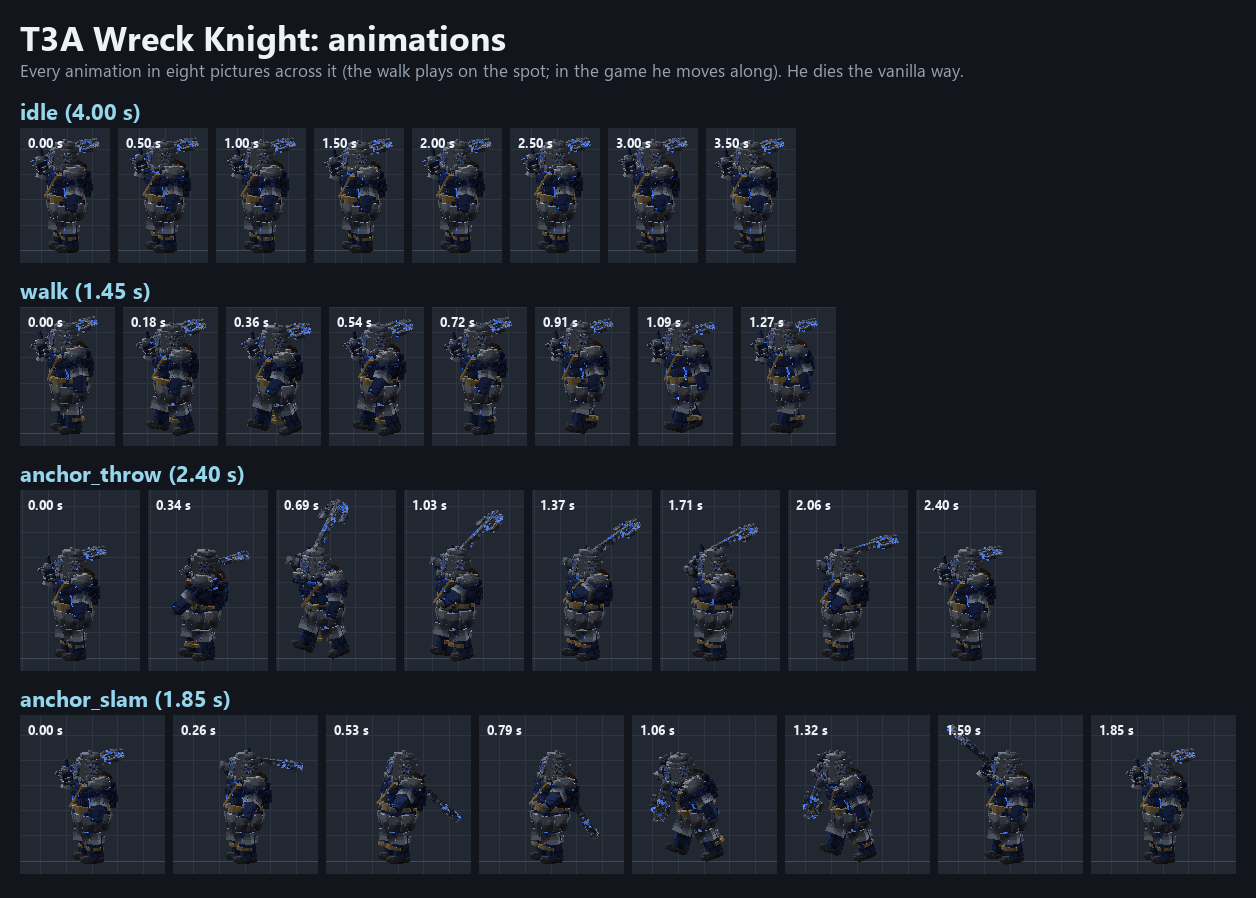 T3A Wreck Knight: animations
Every animation in eight pictures across it (the walk plays on the spot; in the game he moves along). He dies the vanilla way.
idle (4.00 s)
0.00 s 0.50 s 1.00 s 1.50 s 2.00 s 2.50 s 3.00 s 3.50 s
walk (1.45 s)
0.00 s 0.18 s 0.36 s 0.54 s 0.72 s 0.91 s 1.09 s 1.27 s
anchor_throw (2.40 s)
0.00 s 0.34 s 0.69 s 1.03 s 1.37 s 1.71 s 2.06 s 2.40 s
anchor_slam (1.85 s)
0.00 s 0.26 s 0.53 s 0.79 s 1.06 s 1.32 s 1.59 s 1.85 s